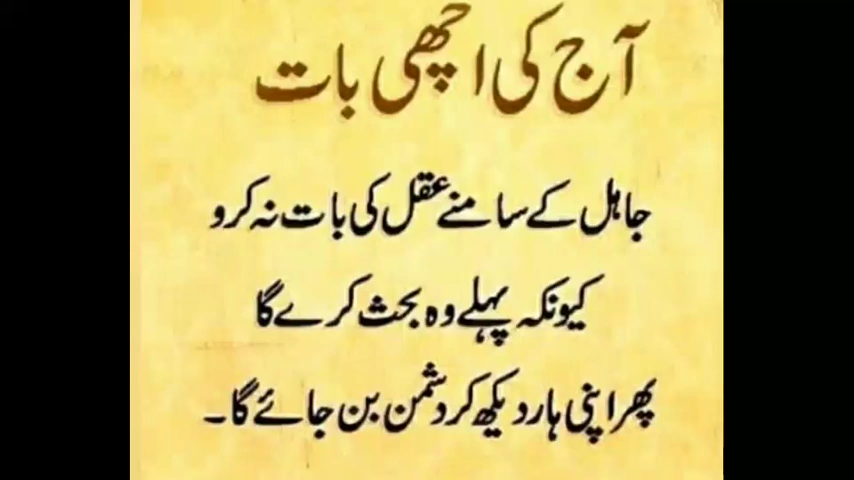 آج کی اچھی بات
جاہل کے سامنے عقل کی بات نہ کرو
کیونکہ پہلے وہ بحث کرے گا
پھر اپنی ہار دیکھ کر دشمن بن جائے گا۔